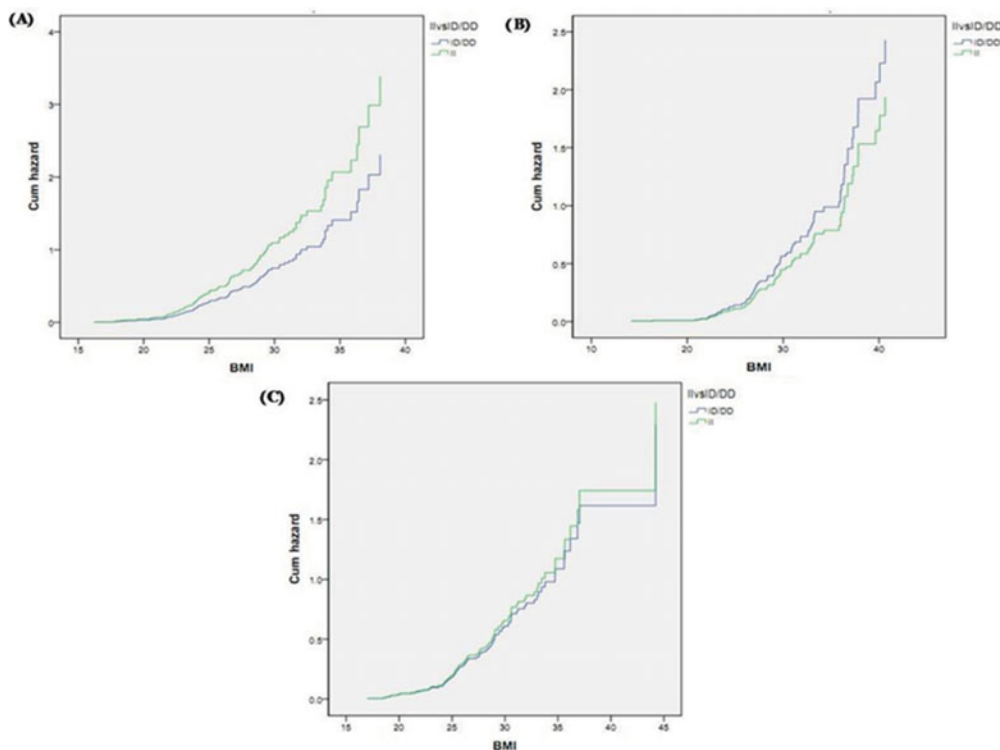 (A)
IIvsID/DD
ID/DD
II
4
3
2
1
0
Cum hazard
15 20 25 30 35 40
BMI
(B)
IIvsID/DD
ID/DD
II
2.5
2.0
1.5
1.0
0.5
0.0
Cum hazard
10 20 30 40
BMI
(C)
IIvsID/DD
ID/DD
II
2.5
2.0
1.5
1.0
0.5
0.0
Cum hazard
15 20 25 30 35 40 45
BMI